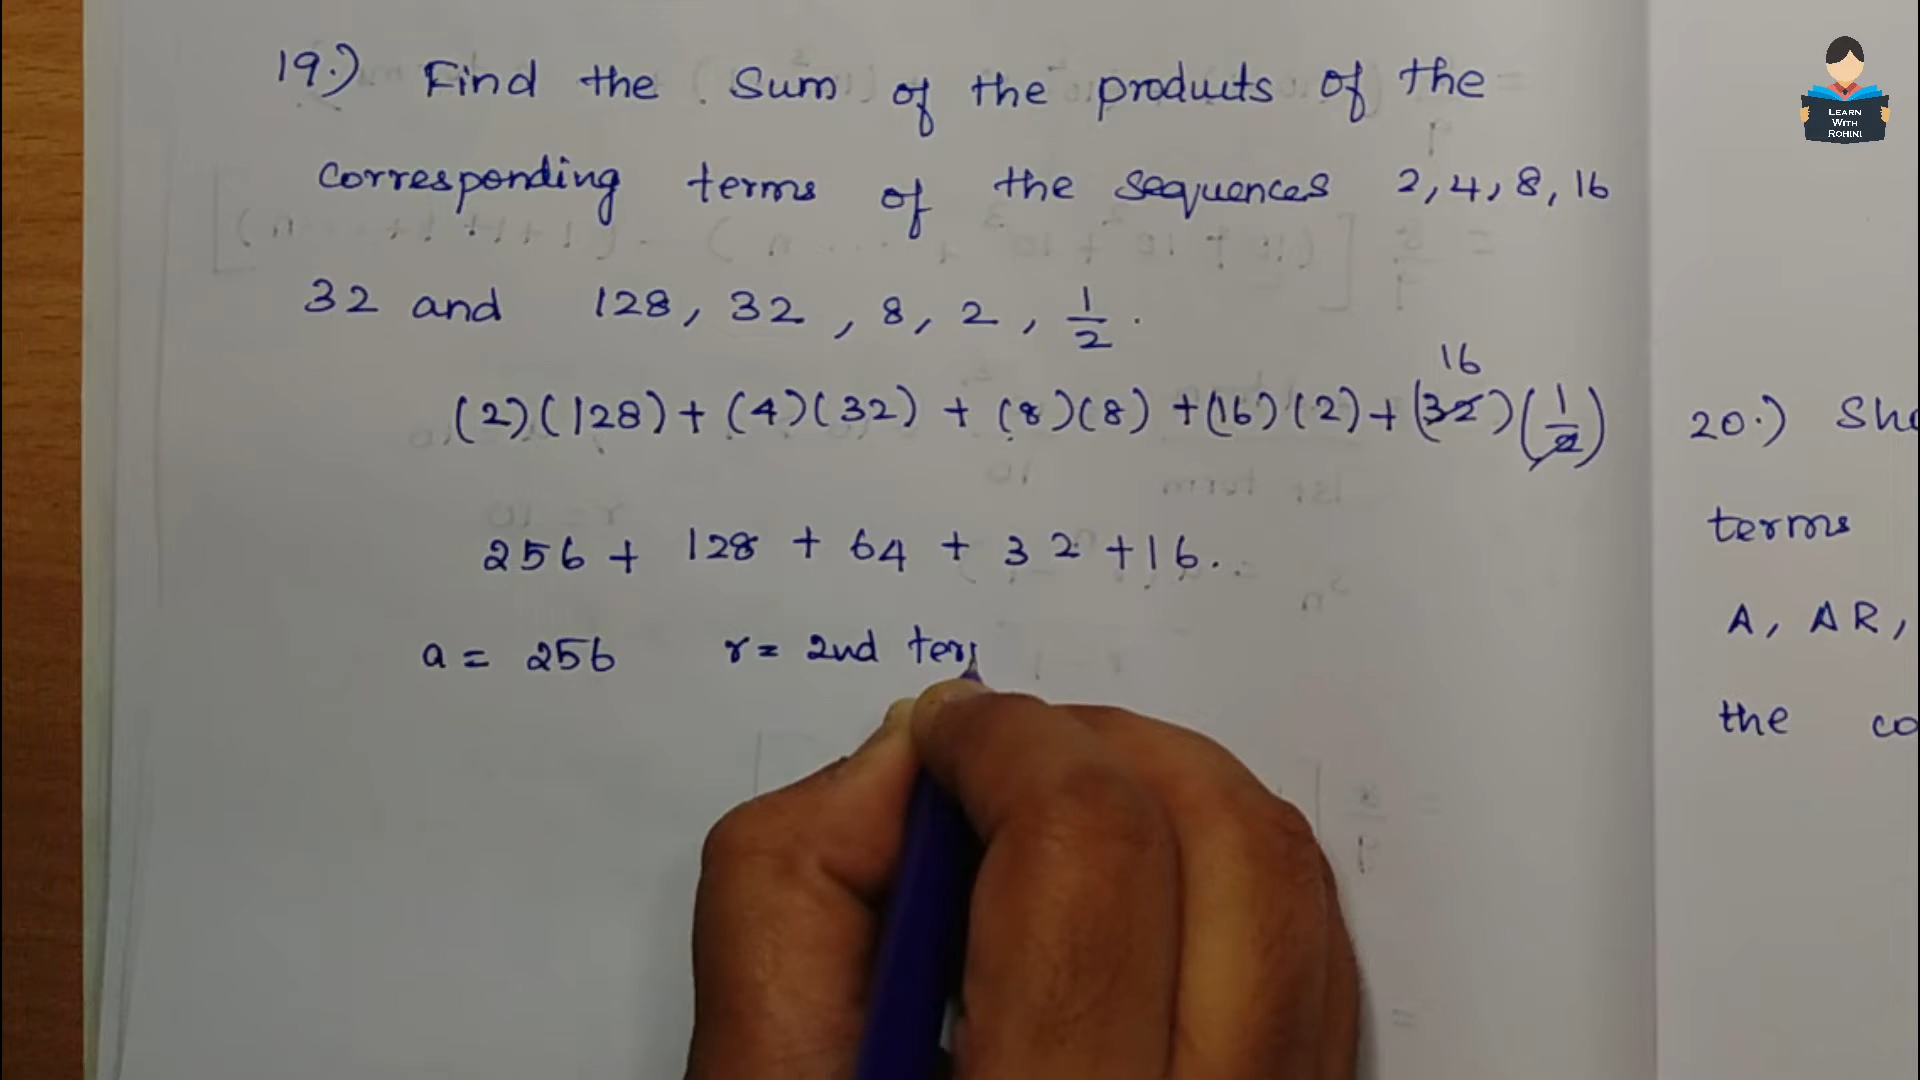 19.) Find the Sum of the products of the
corresponding terms of the sequences 2, 4, 8, 16
32 and 128, 32, 8, 2, 1/2.
(2)(128) + (4)(32) + (8)(8) + (16)(2) + (32)(1/2)
16
256 + 128 + 64 + 32 + 16.
a = 256 r = 2nd ter
20.) Sho
terms
A, AR,
the co
LEARN
WITH
ROHINI